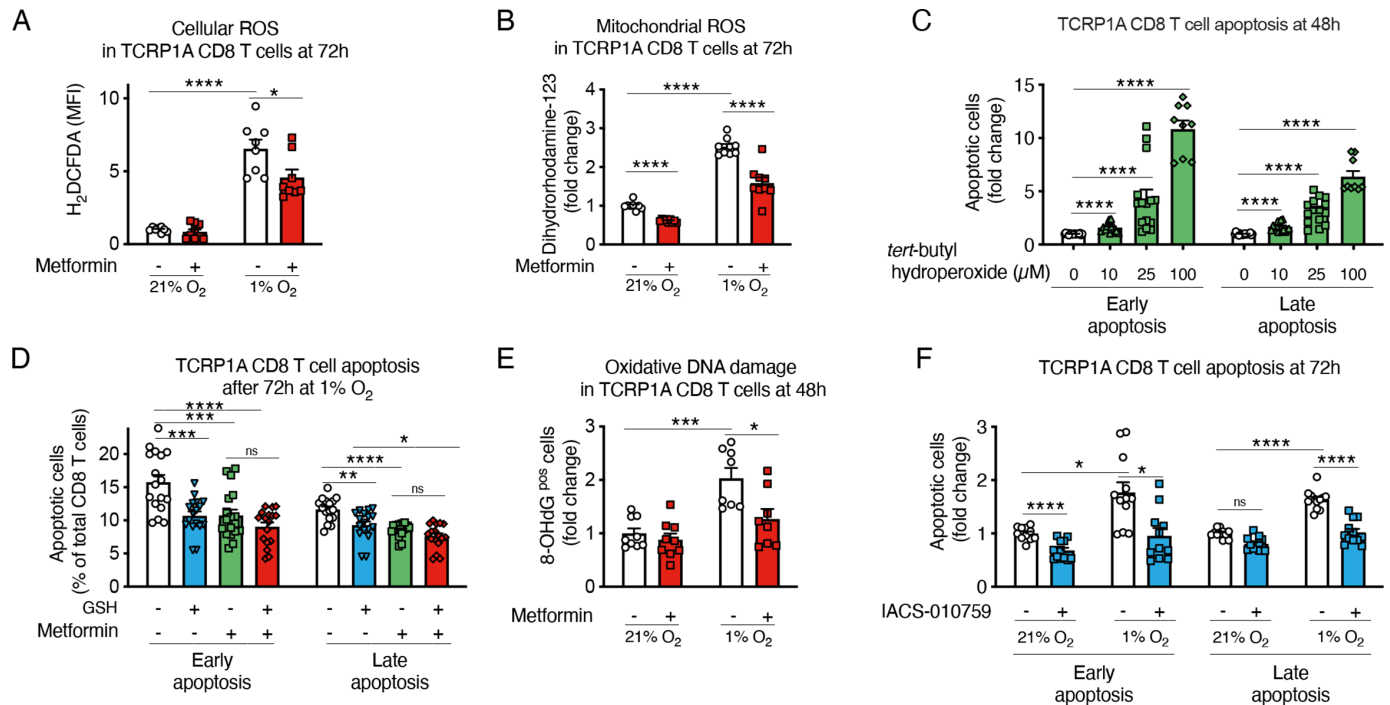 A
Cellular ROS
in TCRP1A CD8 T cells at 72h
H2DCFDA (MFI)
10
5
0
****
*
Metformin - + - +
21% O2 1% O2
B
Mitochondrial ROS
in TCRP1A CD8 T cells at 72h
Dihydrorhodamine-123
(fold change)
4
3
2
1
0
****
****
****
Metformin - + - +
21% O2 1% O2
C
TCRP1A CD8 T cell apoptosis at 48h
Apoptotic cells
(fold change)
15
10
5
0
****
****
****
****
****
****
tert-butyl
hydroperoxide (µM) 0 10 25 100 0 10 25 100
Early
apoptosis
Late
apoptosis
D
TCRP1A CD8 T cell apoptosis
after 72h at 1% O2
Apoptotic cells
(% of total CD8 T cells)
20
15
10
5
0
****
***
***
ns
*
****
**
ns
GSH - + - + - + - +
Metformin - - + + - - + +
Early
apoptosis
Late
apoptosis
E
Oxidative DNA damage
in TCRP1A CD8 T cells at 48h
8-OHdG pos cells
(fold change)
3
2
1
0
***
*
Metformin - + - +
21% O2 1% O2
F
TCRP1A CD8 T cell apoptosis at 72h
Apoptotic cells
(fold change)
3
2
1
0
*
****
*
****
ns
****
IACS-010759 - + - + - + - +
21% O2 1% O2 21% O2 1% O2
Early
apoptosis
Late
apoptosis